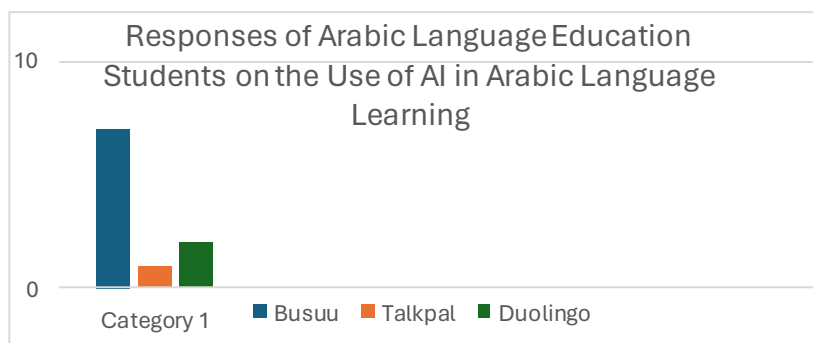 Responses of Arabic Language Education
Students on the Use of AI in Arabic Language
Learning
10
0
Category 1
Busuu Talkpal Duolingo